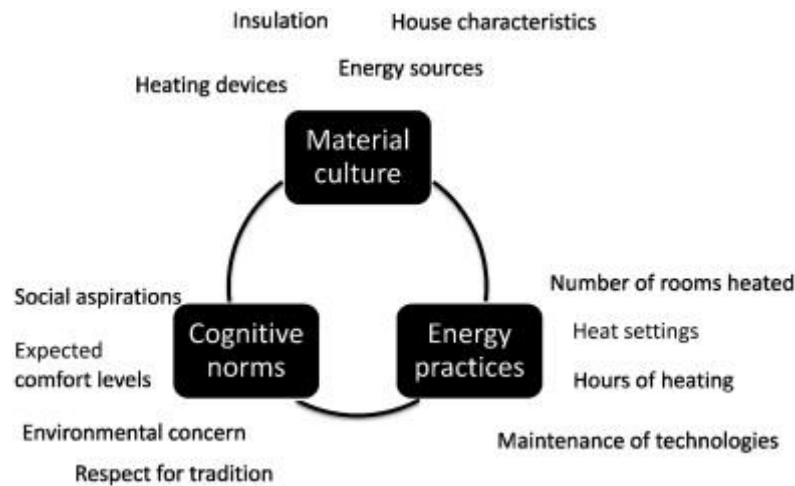 Insulation
House characteristics
Energy sources
Heating devices
Material
culture
Number of rooms heated
Social aspirations
Cognitive
norms
Energy
practices
Heat settings
Expected
comfort levels
Hours of heating
Environmental concern
Maintenance of technologies
Respect for tradition